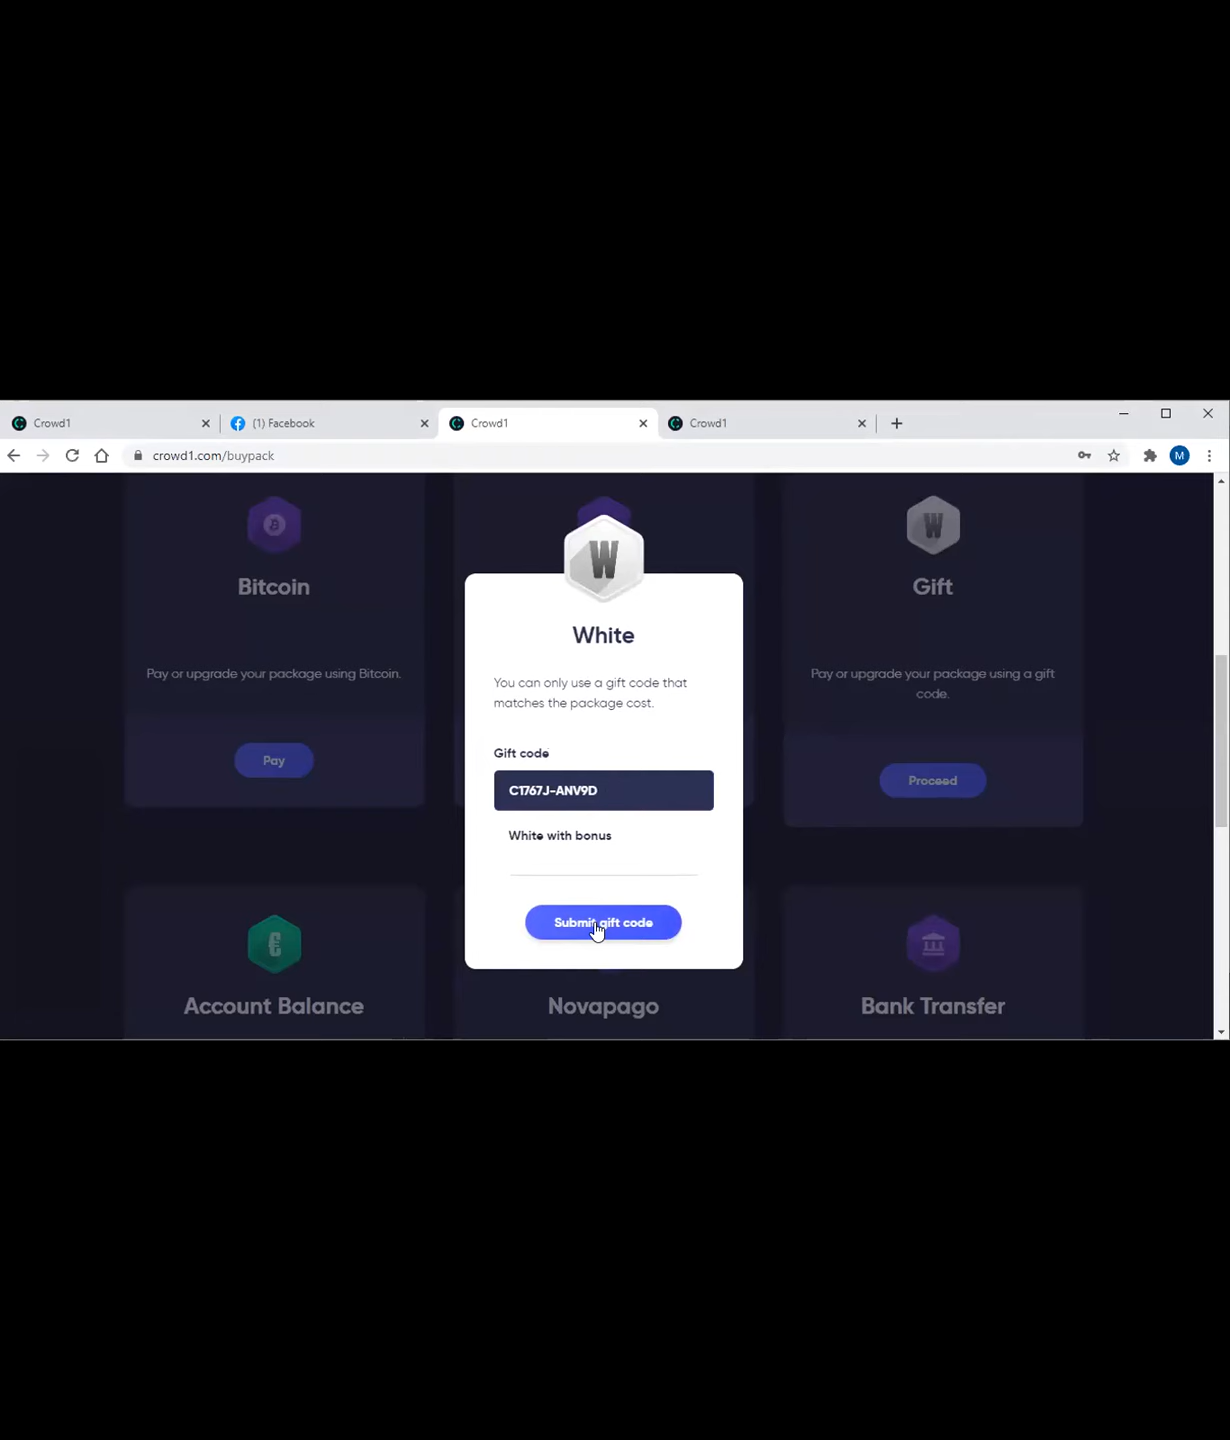 Crowd1
(1) Facebook
Crowd1
Crowd1
crowd1.com/buypack
M
W
White
You can only use a gift code that
matches the package cost.
Gift code
C1767J-ANV9D
White with bonus
Submit gift code
Bitcoin
Pay or upgrade your package using Bitcoin.
Pay
W
Gift
Pay or upgrade your package using a gift
code.
Proceed
Account Balance
Novapago
Bank Transfer